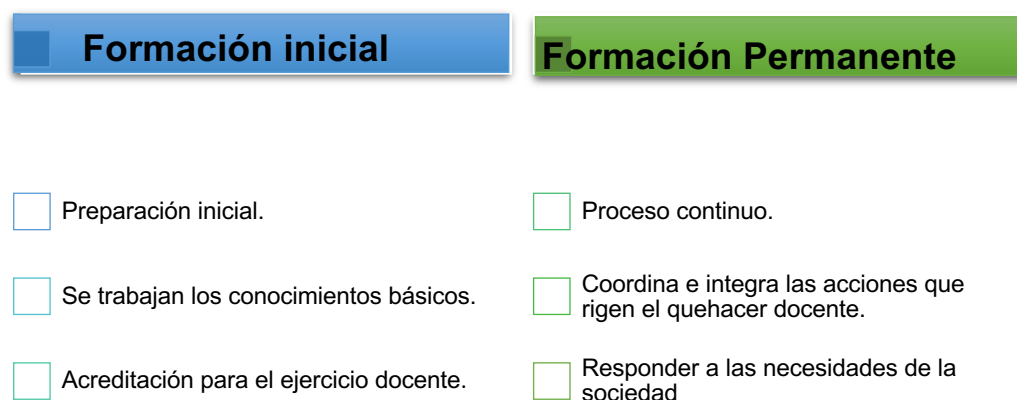 Formación inicial
Preparación inicial.
Se trabajan los conocimientos básicos.
Acreditación para el ejercicio docente.
Formación Permanente
Proceso continuo.
Coordina e integra las acciones que
rigen el quehacer docente.
Responder a las necesidades de la
sociedad